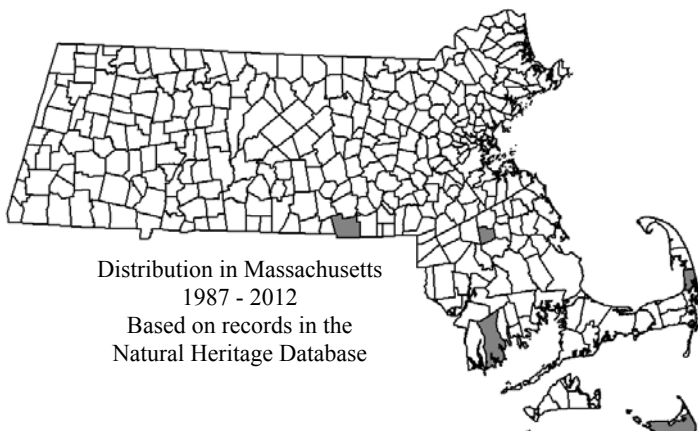 Distribution in Massachusetts
1987 - 2012
Based on records in the
Natural Heritage Database